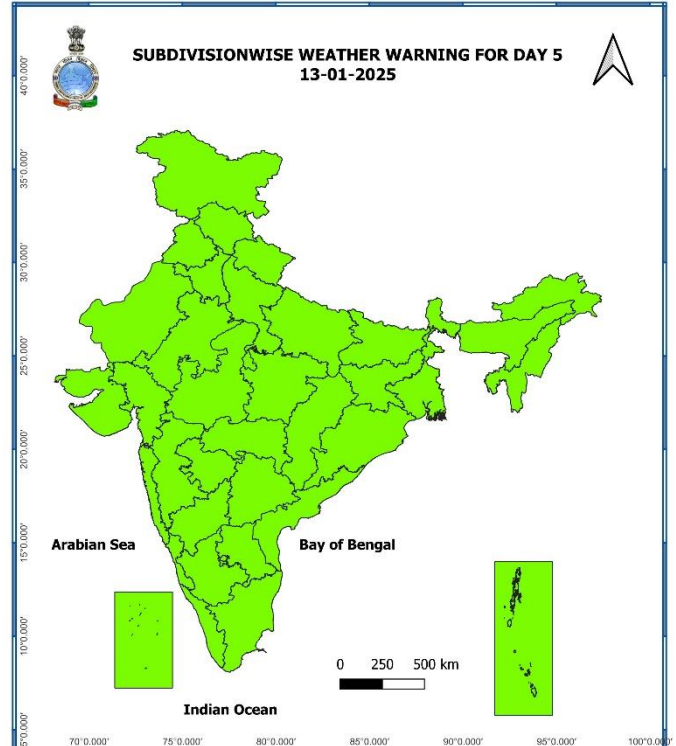 SUBDIVISIONWISE WEATHER WARNING FOR DAY 5
13-01-2025
40°0.000'
35°0.000'
30°0.000'
25°0.000'
20°0.000'
15°0.000'
10°0.000'
5°0.000'
Arabian Sea
Bay of Bengal
0 250 500 km
Indian Ocean
70°0.000' 75°0.000' 80°0.000' 85°0.000' 90°0.000' 95°0.000' 100°0.000'